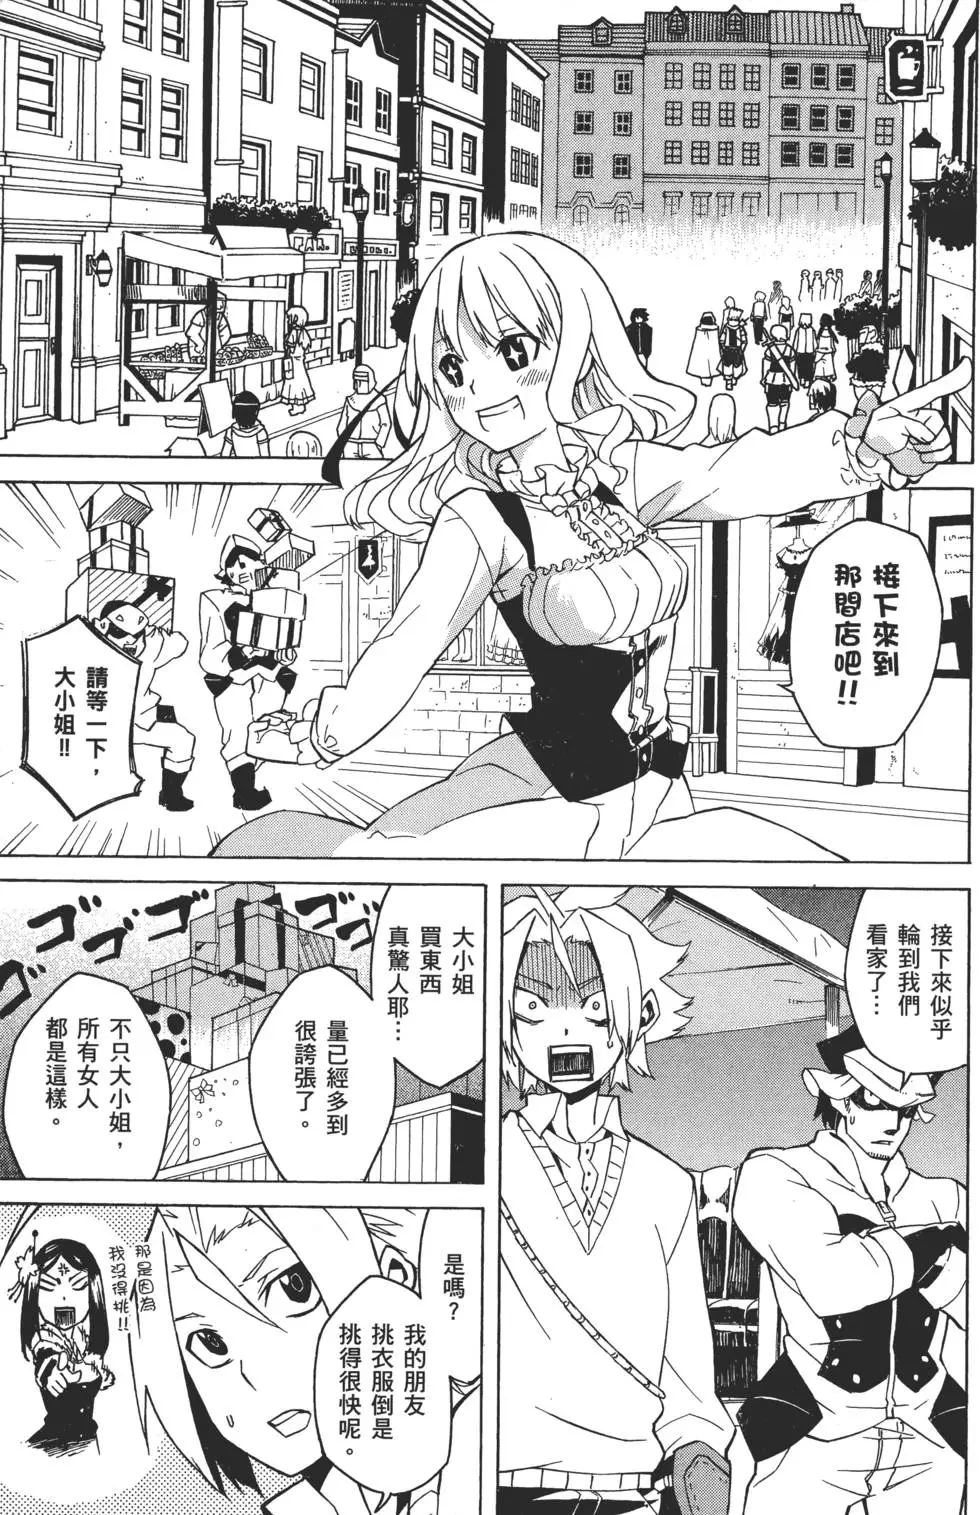 接下來到
那間店吧!!
請等一下，
大小姐!!
接下來似乎
輪到我們
看家了…
大小姐
買東西
真驚人耶…
量已經多到
很誇張了。
不只大小姐，
所有女人
都是這樣。
ゴゴゴゴ
是嗎？
我的朋友
挑衣服倒是
挑得很快呢。
那是因為
我沒得挑!!